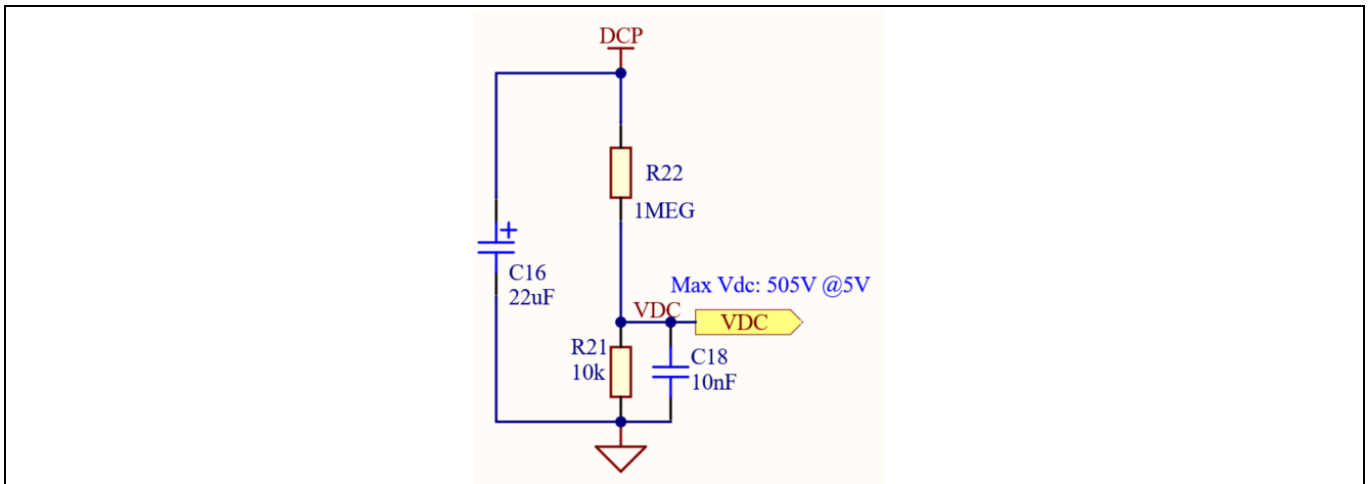 DCP
R22
1MEG
C16
22uF
Max Vdc: 505V @5V
VDC
VDC
R21
10k
C18
10nF